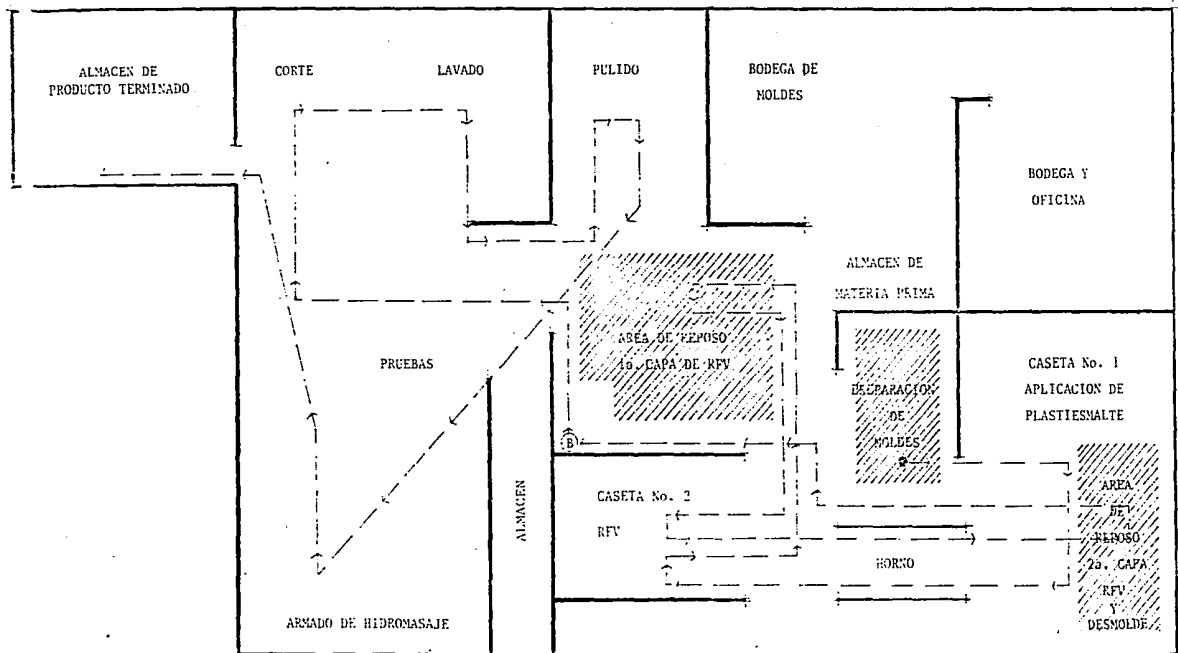 ALMACEN DE
PRODUCTO TERMINADO
CORTE
LAVADO
PULIDO
BODEGA DE
MOLDES
BODEGA Y
OFICINA
ALMACEN DE
MATERIA PRIMA
AREA DE REPOSO
1a. CAPA DE RFV
PRUEBAS
DE
MOLDES
CASETA No. 1
APLICACION DE
PLASTIESMALTE
B
CASETA No. 2
RFV
ALMACEN
HORNO
AREA
DE
REPOSO
2a. CAPA
RFV
Y
DESMOLDE
ARMADO DE HIDROMASAJE